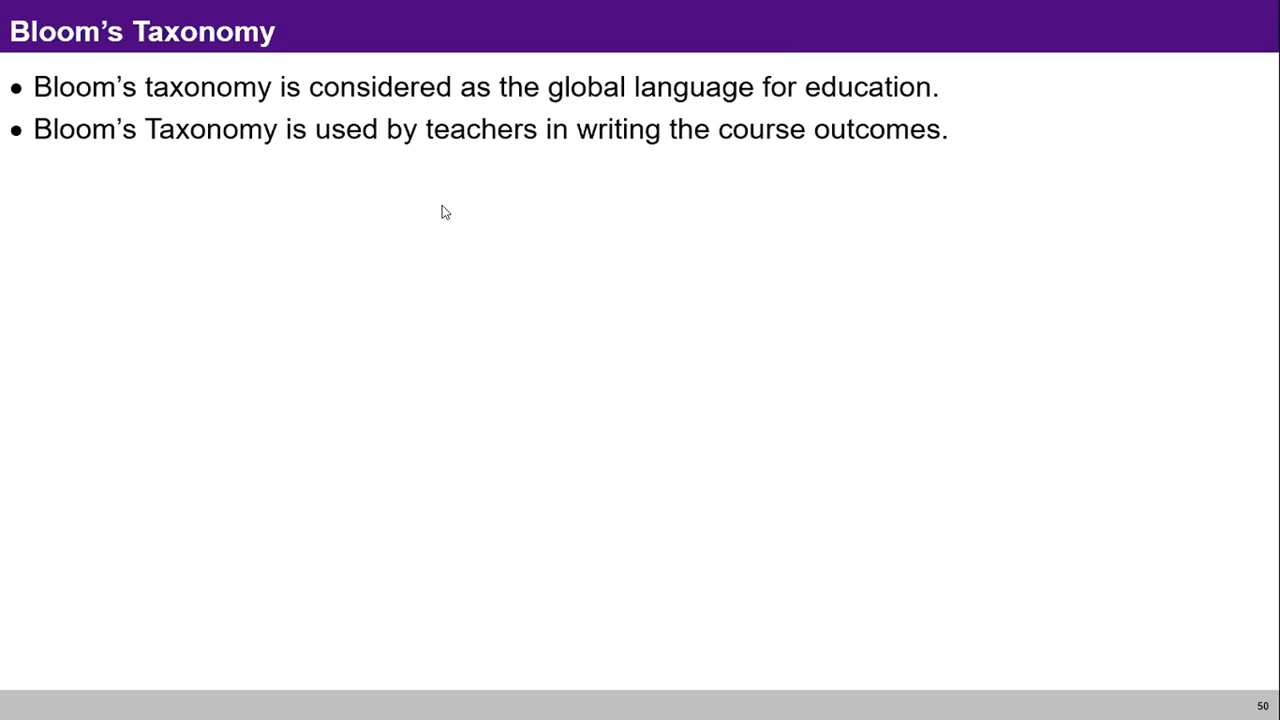 Bloom’s Taxonomy
• Bloom’s taxonomy is considered as the global language for education.
• Bloom’s Taxonomy is used by teachers in writing the course outcomes.
50